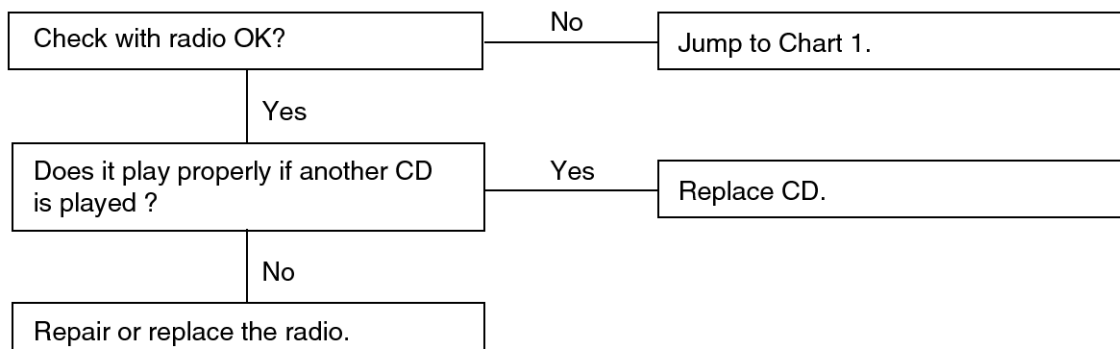 Check with radio OK?
No
Jump to Chart 1.
Yes
Does it play properly if another CD
is played ?
Yes
Replace CD.
No
Repair or replace the radio.